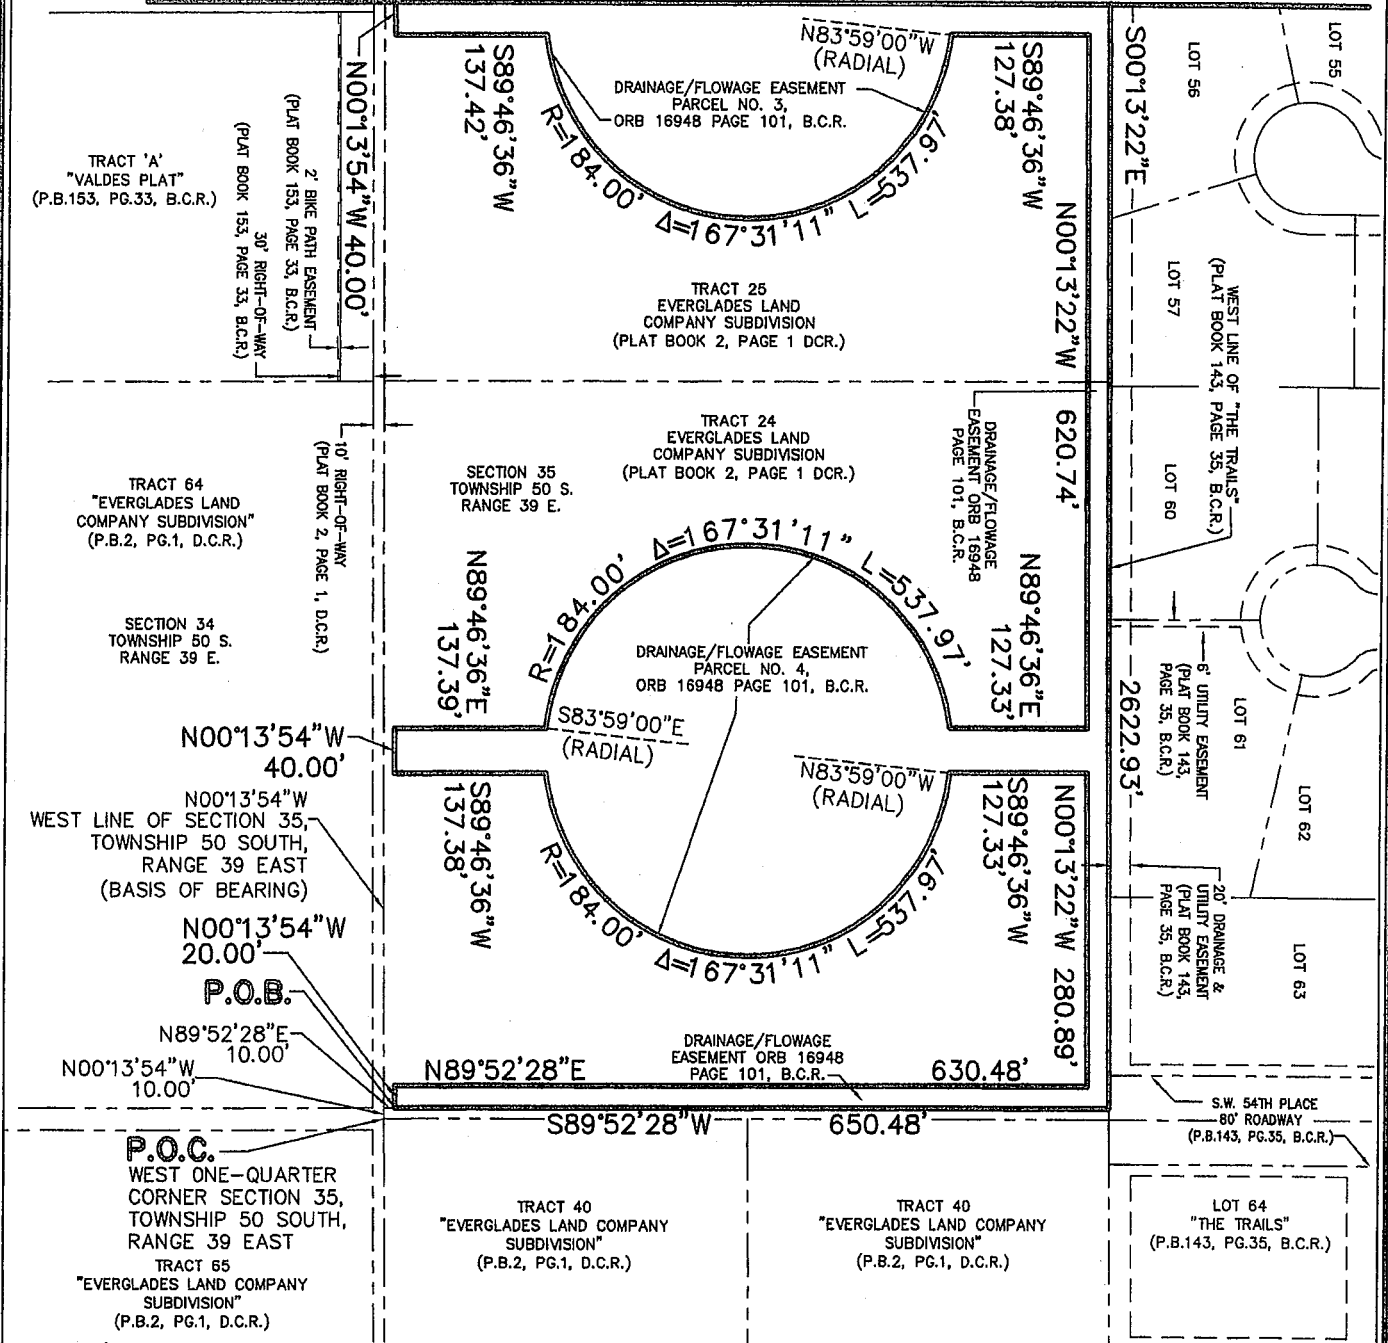 N83°59'00"W
(RADIAL)
DRAINAGE/FLOWAGE EASEMENT
PARCEL NO. 3,
ORB 16948 PAGE 101, B.C.R.
S89°46'36"W
137.42'
S89°46'36"W
127.38'
R=184.00' Δ=167°31'11" L=537.97'
N00°13'54"W 40.00'
2' BIKE PATH EASEMENT
(PLAT BOOK 153, PAGE 33, B.C.R.)
30' RIGHT-OF-WAY
(PLAT BOOK 153, PAGE 33, B.C.R.)
TRACT 'A'
"VALDES PLAT"
(P.B.153, PG.33, B.C.R.)
TRACT 25
EVERGLADES LAND
COMPANY SUBDIVISION
(PLAT BOOK 2, PAGE 1 DCR.)
N00°13'22"W 620.74'
S00°13'22"E 2622.93'
LOT 55
LOT 56
LOT 57
WEST LINE OF "THE TRAILS"
(PLAT BOOK 143, PAGE 35, B.C.R.)
LOT 60
TRACT 24
EVERGLADES LAND
COMPANY SUBDIVISION
(PLAT BOOK 2, PAGE 1 DCR.)
DRAINAGE/FLOWAGE
EASEMENT ORB 16948
PAGE 101, B.C.R.
SECTION 35
TOWNSHIP 50 S.
RANGE 39 E.
10' RIGHT-OF-WAY
(PLAT BOOK 2, PAGE 1, D.C.R.)
TRACT 64
"EVERGLADES LAND
COMPANY SUBDIVISION"
(P.B.2, PG.1, D.C.R.)
SECTION 34
TOWNSHIP 50 S.
RANGE 39 E.
N89°46'36"E
137.39'
R=184.00' Δ=167°31'11" L=537.97'
N89°46'36"E
127.33'
DRAINAGE/FLOWAGE EASEMENT
PARCEL NO. 4,
ORB 16948 PAGE 101, B.C.R.
S83°59'00"E
(RADIAL)
N83°59'00"W
(RADIAL)
6' UTILITY EASEMENT
(PLAT BOOK 143,
PAGE 35, B.C.R.)
LOT 61
LOT 62
N00°13'54"W
40.00'
N00°13'54"W
WEST LINE OF SECTION 35,
TOWNSHIP 50 SOUTH,
RANGE 39 EAST
(BASIS OF BEARING)
S89°46'36"W
137.38'
S89°46'36"W
127.33'
R=184.00' Δ=167°31'11" L=537.97'
N00°13'22"W 280.89'
20' DRAINAGE &
UTILITY EASEMENT
(PLAT BOOK 143,
PAGE 35, B.C.R.)
LOT 63
N00°13'54"W
20.00'
P.O.B.
N89°52'28"E
10.00'
N00°13'54"W
10.00'
DRAINAGE/FLOWAGE
EASEMENT ORB 16948
PAGE 101, B.C.R.
N89°52'28"E 630.48'
S89°52'28"W 650.48'
S.W. 54TH PLACE
80' ROADWAY
(P.B.143, PG.35, B.C.R.)
P.O.C.
WEST ONE-QUARTER
CORNER SECTION 35,
TOWNSHIP 50 SOUTH,
RANGE 39 EAST
TRACT 65
"EVERGLADES LAND COMPANY
SUBDIVISION"
(P.B.2, PG.1, D.C.R.)
TRACT 40
"EVERGLADES LAND COMPANY
SUBDIVISION"
(P.B.2, PG.1, D.C.R.)
TRACT 40
"EVERGLADES LAND COMPANY
SUBDIVISION"
(P.B.2, PG.1, D.C.R.)
LOT 64
"THE TRAILS"
(P.B.143, PG.35, B.C.R.)